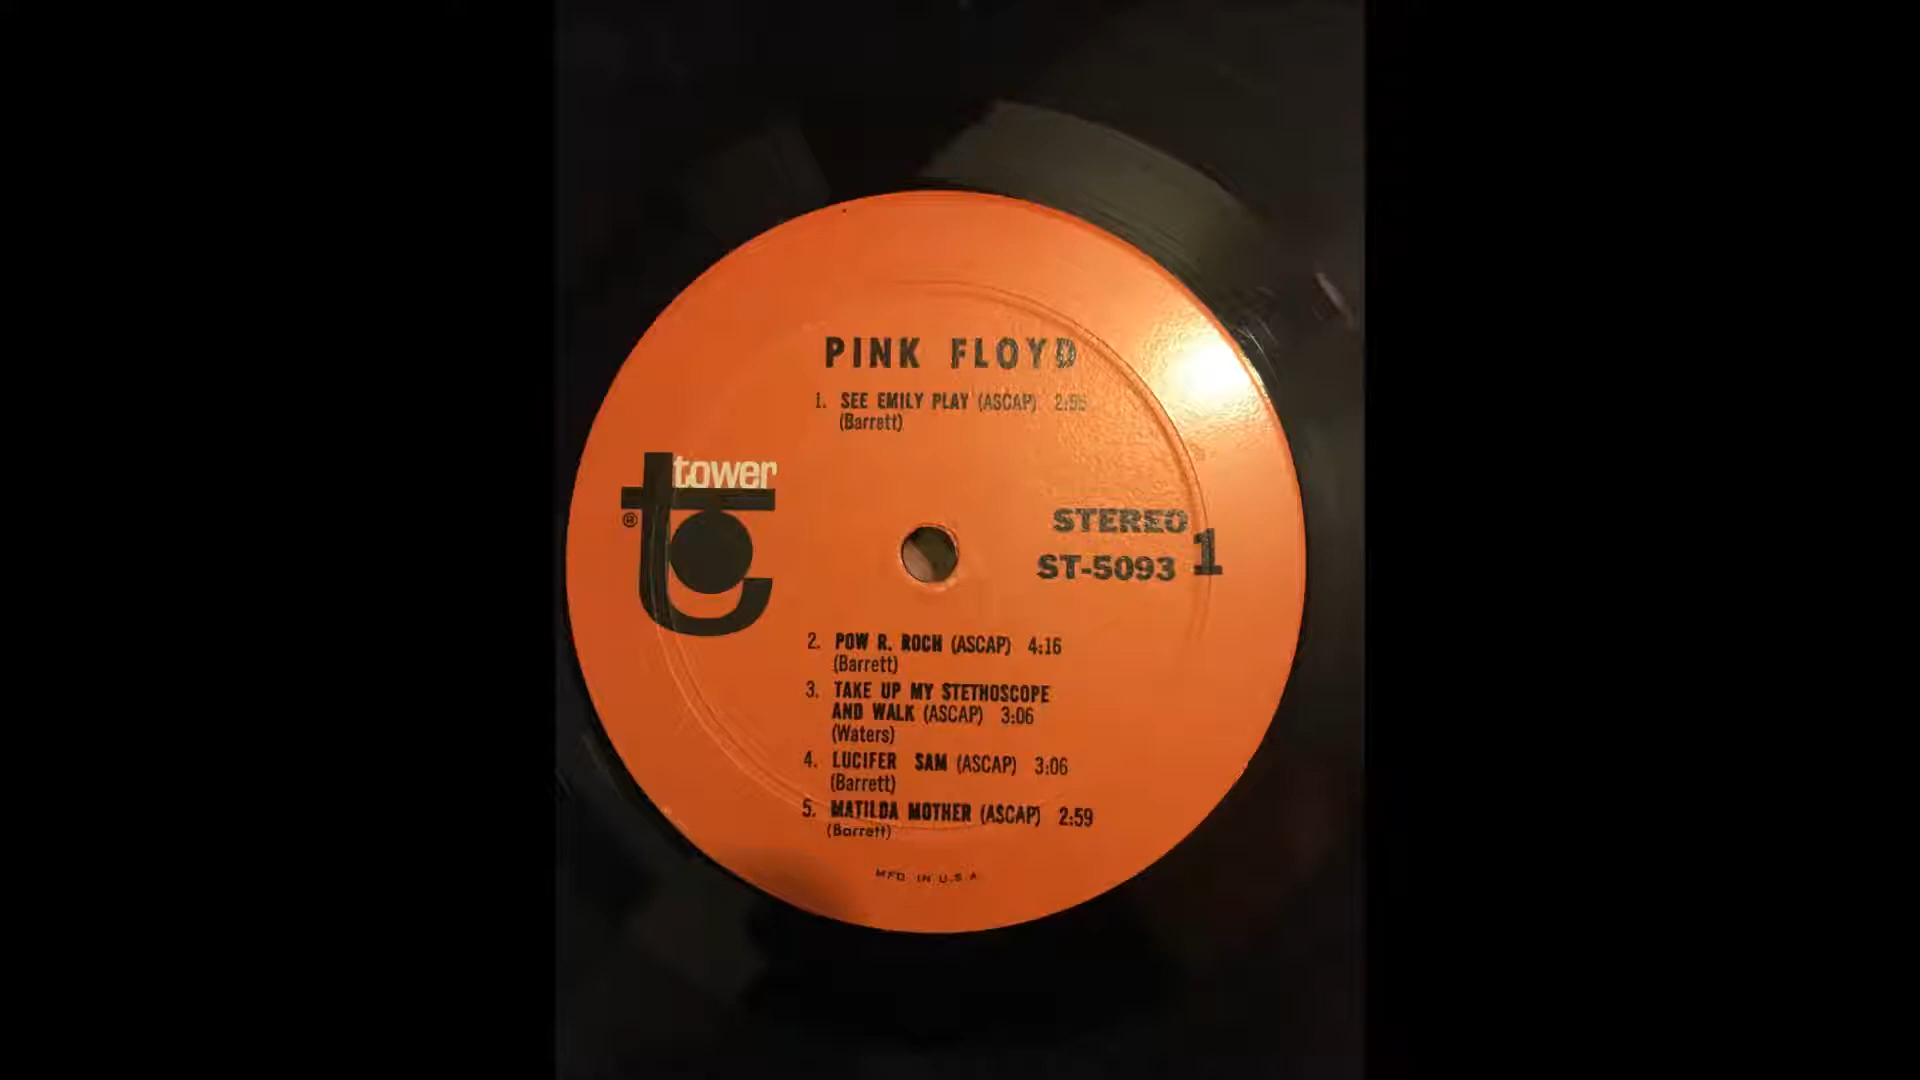 PINK FLOYD
1. SEE EMILY PLAY (ASCAP)
(Barrett)
tower
®
STEREO
ST-5093
1
2. POW R. ROCH (ASCAP) 4:16
(Barrett)
3. TAKE UP MY STETHOSCOPE
AND WALK (ASCAP) 3:06
(Waters)
4. LUCIFER SAM (ASCAP) 3:06
(Barrett)
5. MATILDA MOTHER (ASCAP) 2:59
(Barrett)
MFD. IN U.S.A.